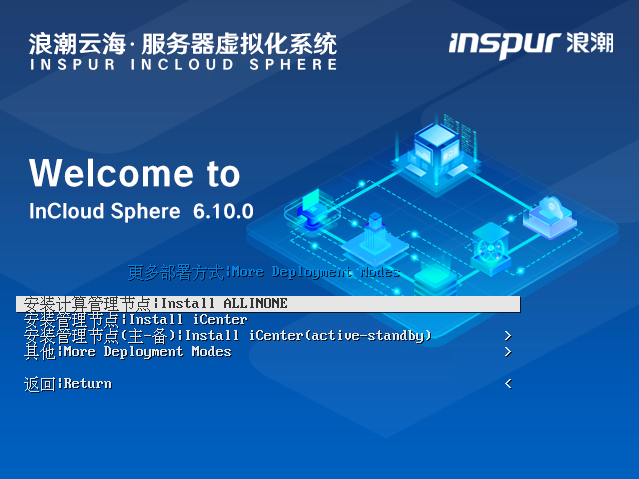 浪潮云海·服务器虚拟化系统
INSPUR INCLOUD SPHERE
inspur 浪潮
Welcome to
InCloud Sphere 6.10.0
更多部署方式|More Deployment Modes
安装计算管理节点|Install ALLINONE
安装管理节点|Install iCenter
安装管理节点(主-备)|Install iCenter(active-standby) >
其他|More Deployment Modes >
返回|Return <